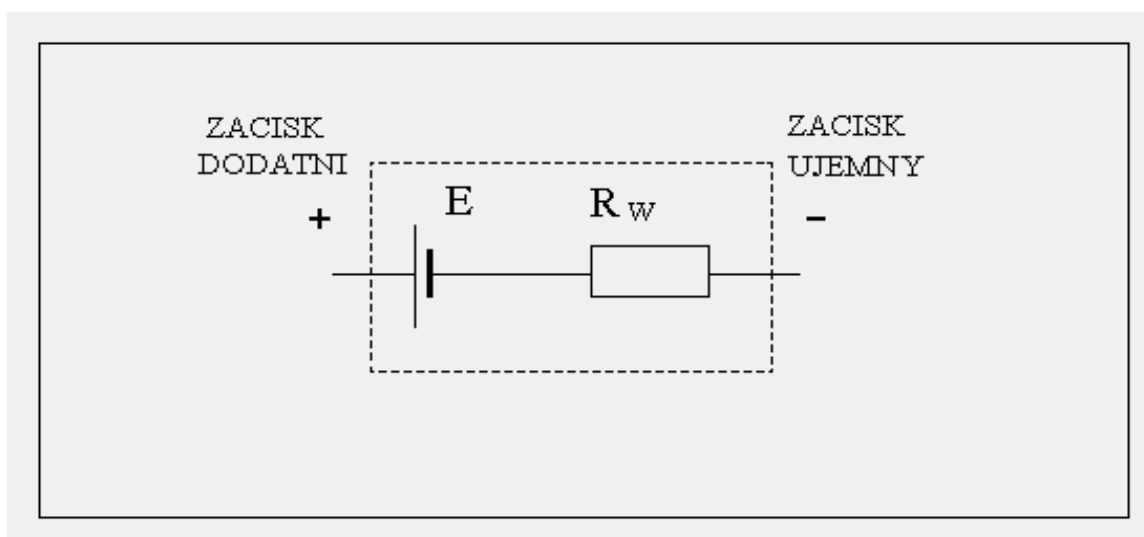 ZACISK
DODATNI
+
E
R W
ZACISK
UJEMNY
−